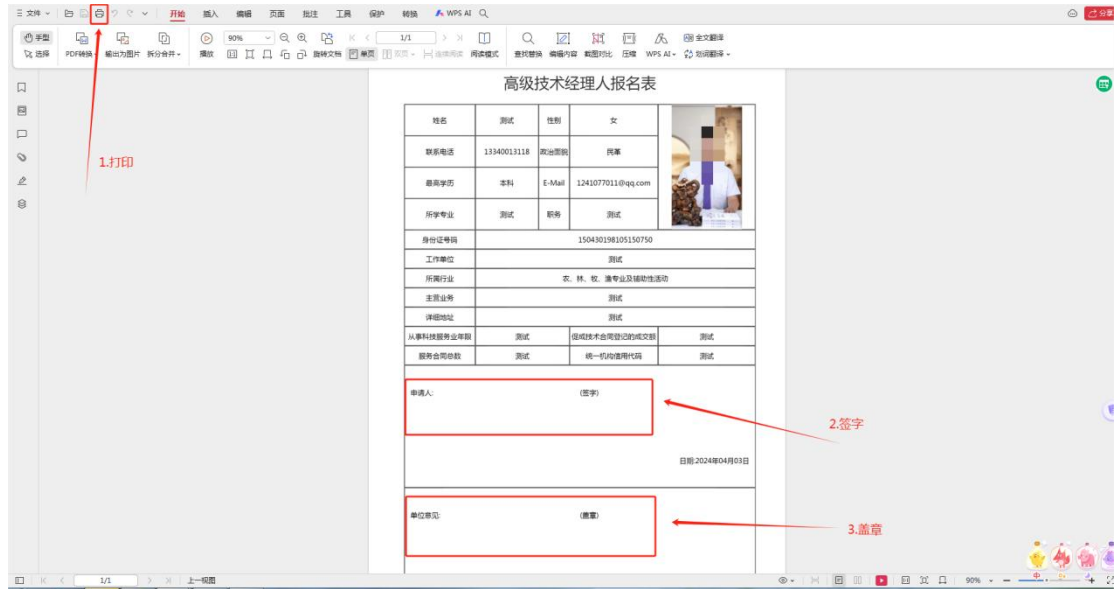 三 文件
开始 插入 编辑 页面 批注 工具 保护 转换 WPS AI
分享
手型
选择
PDF转换 输出为图片 拆分合并 播放
90%
旋转文档
1/1
单页 双页 连续阅读 阅读模式 查找替换 编辑内容 截图对比 压缩 WPS AI
全文翻译
划词翻译
1.打印
高级技术经理人报名表
姓名 测试 性别 女
联系电话 13340013118 政治面貌 民革
最高学历 本科 E-Mail 1241077011@qq.com
所学专业 测试 职务 测试
身份证号码 150430198105150750
工作单位 测试
所属行业 农、林、牧、渔专业及辅助性活动
主营业务 测试
详细地址 测试
从事科技服务业年限 测试 促成技术合同登记的成交额 测试
服务合同总数 测试 统一机构信用代码 测试
申请人: (签字)
2.签字
日期:2024年04月03日
单位意见: (盖章)
3.盖章
1/1 上一视图
90%
中